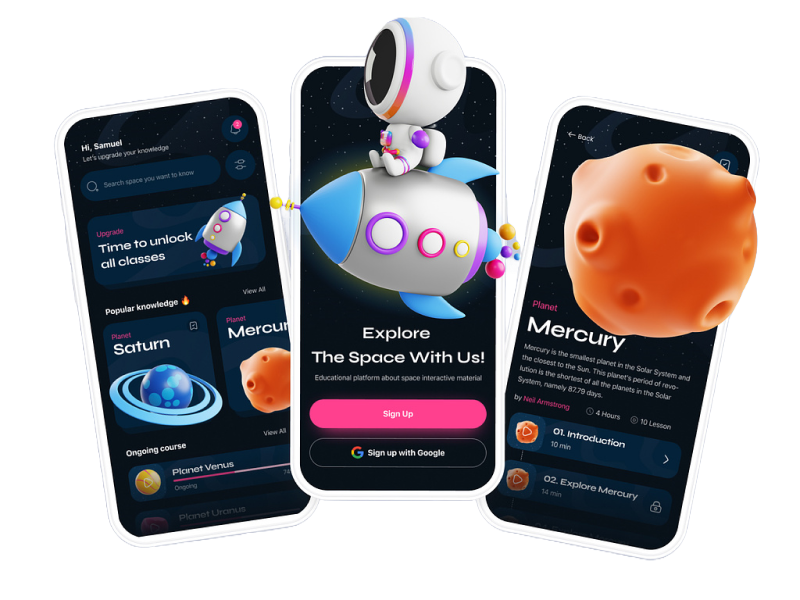 Hi, Samuel
Let's upgrade your knowledge
Search space you want to know
Upgrade
Time to unlock
all classes
View All
Popular knowledge 🔥
Planet
Saturn
Planet
Mercur
View All
Ongoing course
Planet Venus
Ongoing
Planet Uranus
Explore
The Space With Us!
Educational platform about space interactive material
Sign Up
G Sign up with Google
← Back
Planet
Mercury
Mercury is the smallest planet in the Solar System and
the closest to the Sun. This planet's period of revo-
lution is the shortest of all the planets in the Solar
System, namely 87.79 days.
by Neil Armstrong 4 Hours 10 Lesson
01. Introduction
10 min
02. Explore Mercury
14 min